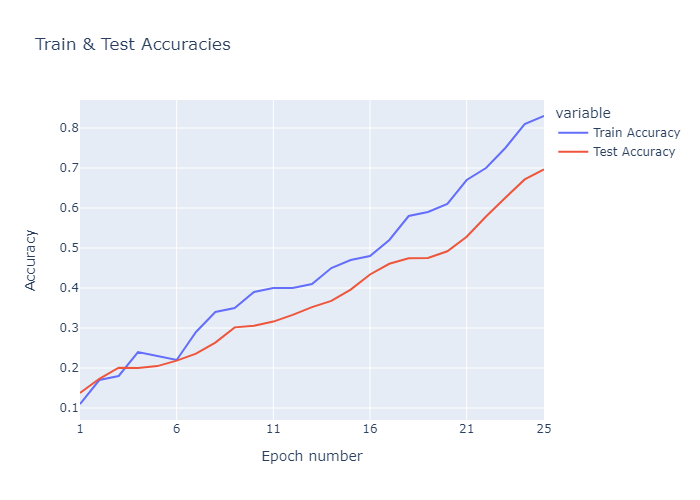 Train & Test Accuracies
variable
Train Accuracy
Test Accuracy
Accuracy
0.8
0.7
0.6
0.5
0.4
0.3
0.2
0.1
1 6 11 16 21 25
Epoch number